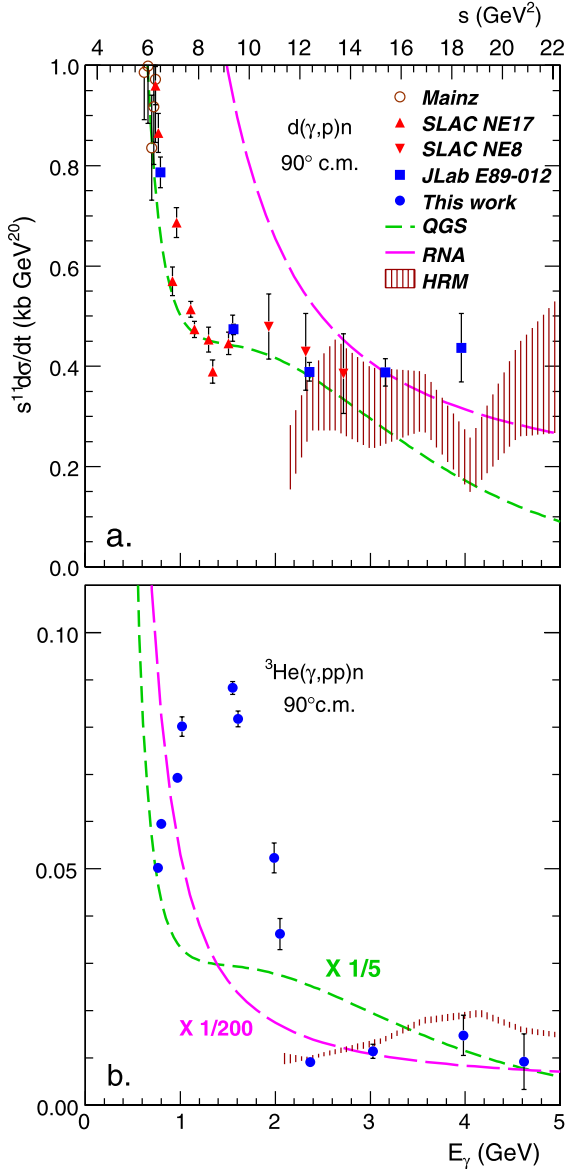 s (GeV²)
4 6 8 10 12 14 16 18 20 22
1.0
0.8
0.6
0.4
0.2
0.0
s¹¹dσ/dt (kb GeV²⁰)
d(γ,p)n
90° c.m.
Mainz
SLAC NE17
SLAC NE8
JLab E89-012
This work
QGS
RNA
HRM
a.
0.10
0.05
0.00
³He(γ,pp)n
90°c.m.
X 1/5
X 1/200
b.
0 1 2 3 4 5
Eγ (GeV)